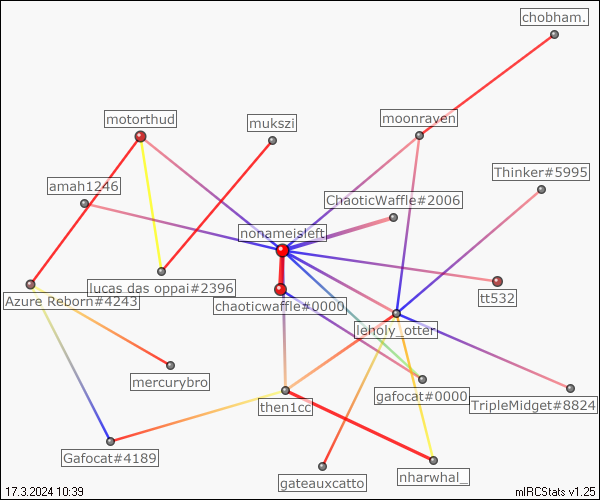 chobham.
motorthud
mukszi
moonraven
Thinker#5995
amah1246
ChaoticWaffle#2006
nonameisleft
lucas das oppai#2396
Azure Reborn#4243
chaoticwaffle#0000
tt532
leholy_otter
mercurybro
then1cc
gafocat#0000
TripleMidget#8824
Gafocat#4189
gateauxcatto
nharwhal_
17.3.2024 10:39
mIRCStats v1.25